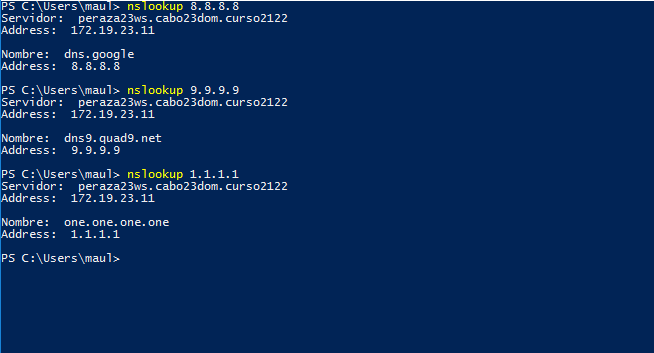 PS C:\Users\maul> nslookup 8.8.8.8
Servidor:  peraza23ws.cabo23dom.curso2122
Address:  172.19.23.11

Nombre:  dns.google
Address:  8.8.8.8

PS C:\Users\maul> nslookup 9.9.9.9
Servidor:  peraza23ws.cabo23dom.curso2122
Address:  172.19.23.11

Nombre:  dns9.quad9.net
Address:  9.9.9.9

PS C:\Users\maul> nslookup 1.1.1.1
Servidor:  peraza23ws.cabo23dom.curso2122
Address:  172.19.23.11

Nombre:  one.one.one.one
Address:  1.1.1.1

PS C:\Users\maul>